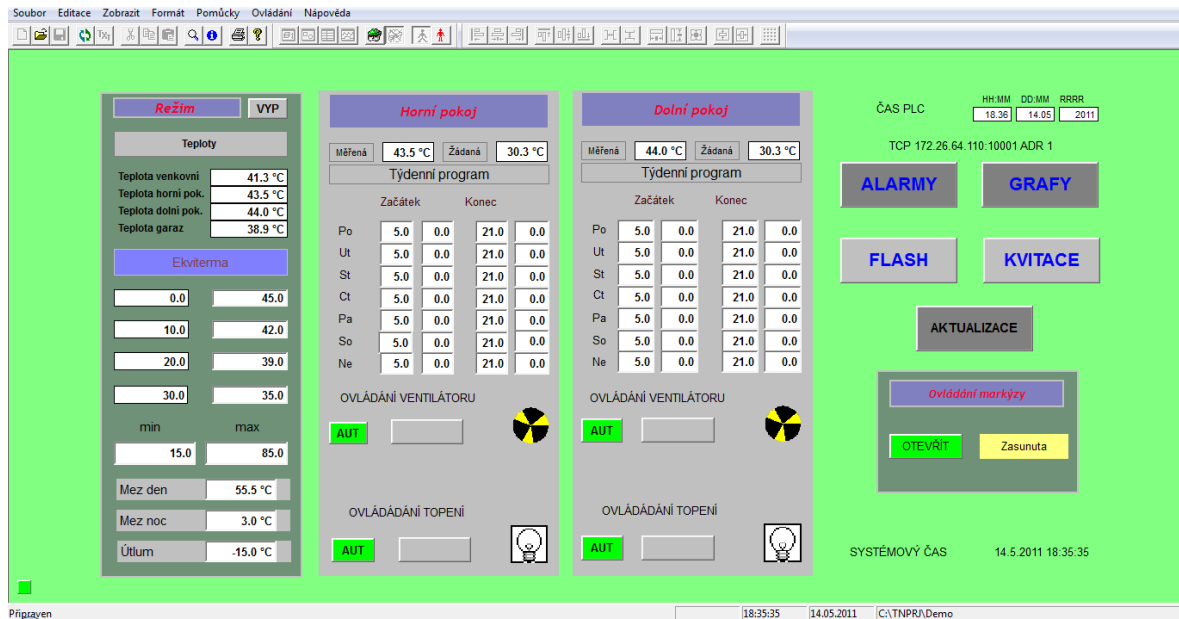 Soubor Editace Zobrazit Formát Pomůcky Ovládání Nápověda
Režim VYP
Teploty
Teplota venkovní 41.3 °C
Teplota horní pok. 43.5 °C
Teplota dolni pok. 44.0 °C
Teplota garaz 38.9 °C
Ekviterma
0.0 45.0
10.0 42.0
20.0 39.0
30.0 35.0
min max
15.0 85.0
Mez den 55.5 °C
Mez noc 3.0 °C
Útlum -15.0 °C
Horní pokoj
Měřená 43.5 °C Žádaná 30.3 °C
Týdenní program
Začátek Konec
Po 5.0 0.0 21.0 0.0
Ut 5.0 0.0 21.0 0.0
St 5.0 0.0 21.0 0.0
Ct 5.0 0.0 21.0 0.0
Pa 5.0 0.0 21.0 0.0
So 5.0 0.0 21.0 0.0
Ne 5.0 0.0 21.0 0.0
OVLÁDÁNÍ VENTILÁTORU
AUT
OVLÁDÁDÁNÍ TOPENÍ
AUT
Dolní pokoj
Měřená 44.0 °C Žádaná 30.3 °C
Týdenní program
Začátek Konec
Po 5.0 0.0 21.0 0.0
Ut 5.0 0.0 21.0 0.0
St 5.0 0.0 21.0 0.0
Ct 5.0 0.0 21.0 0.0
Pa 5.0 0.0 21.0 0.0
So 5.0 0.0 21.0 0.0
Ne 5.0 0.0 21.0 0.0
OVLÁDÁNÍ VENTILÁTORU
AUT
OVLÁDÁDÁNÍ TOPENÍ
AUT
HH:MM DD:MM RRRR
ČAS PLC 18.36 14.05 2011
TCP 172.26.64.110:10001 ADR 1
ALARMY GRAFY
FLASH KVITACE
AKTUALIZACE
Ovládání markýzy
OTEVŘÍT Zasunuta
SYSTÉMOVÝ ČAS 14.5.2011 18:35:35
Připraven 18:35:35 14.05.2011 C:\TNPRJ\Demo